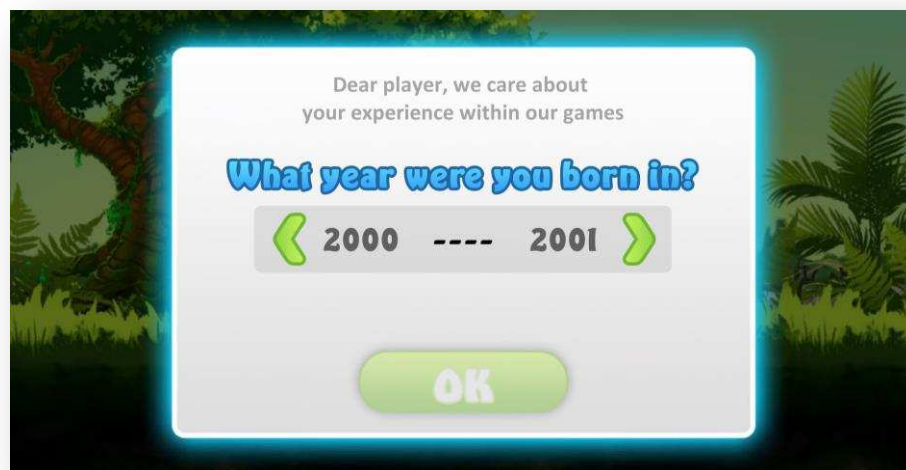 Dear player, we care about
your experience within our games
What year were you born in?
2000 ---- 2001
OK